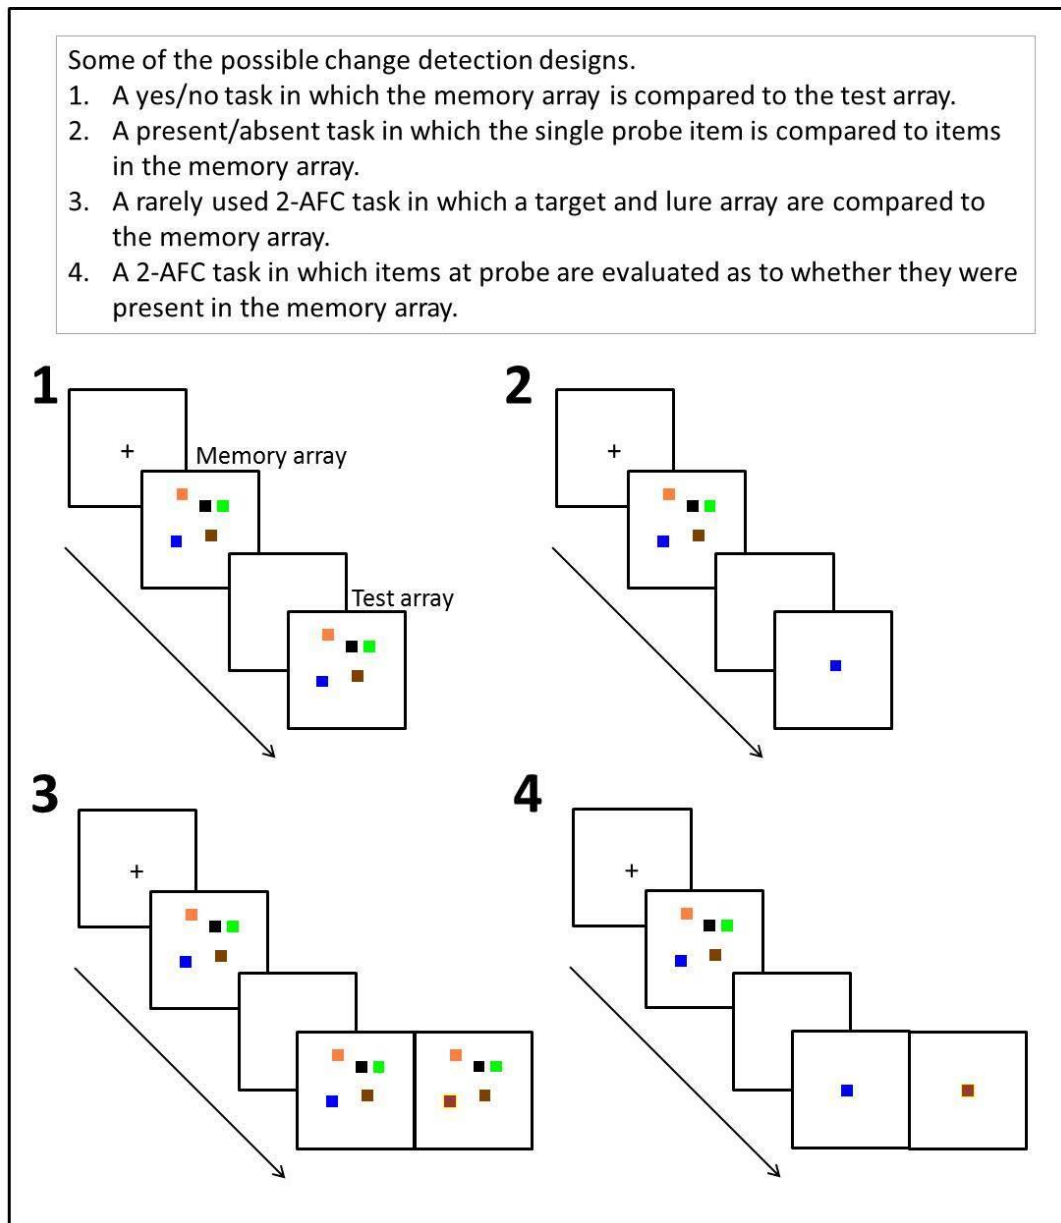 Some of the possible change detection designs.
1. A yes/no task in which the memory array is compared to the test array.
2. A present/absent task in which the single probe item is compared to items
in the memory array.
3. A rarely used 2-AFC task in which a target and lure array are compared to
the memory array.
4. A 2-AFC task in which items at probe are evaluated as to whether they were
present in the memory array.
1
Memory array
Test array
2
3
4